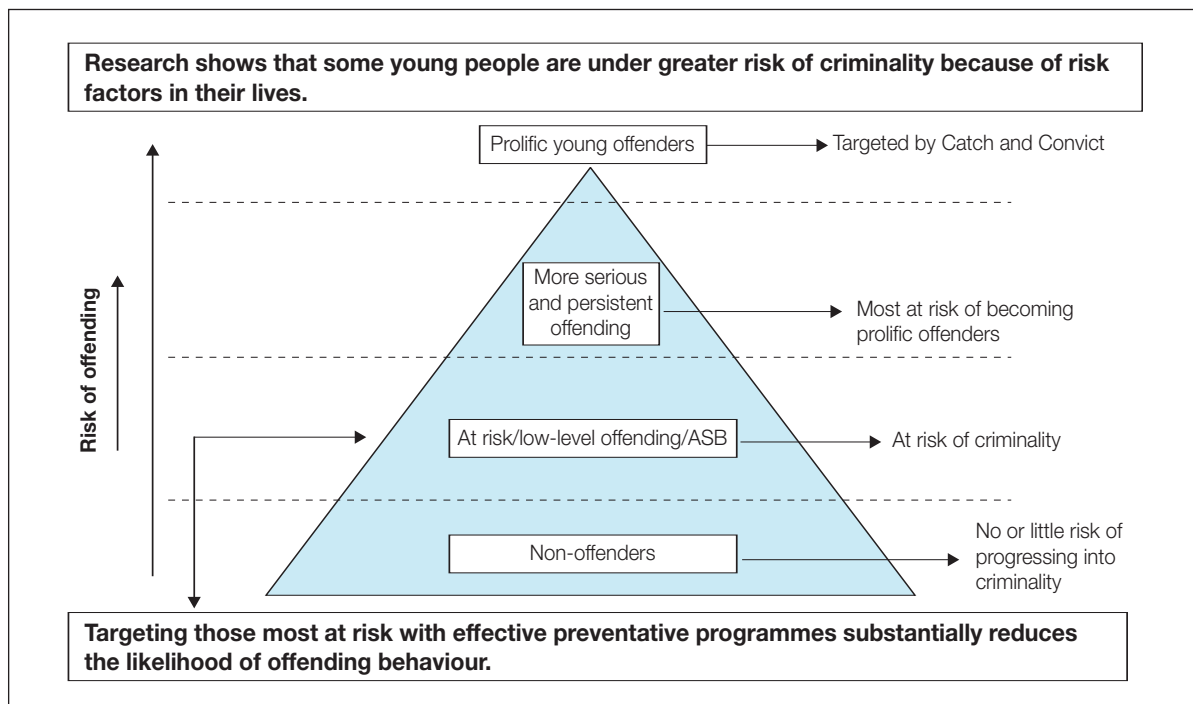 Research shows that some young people are under greater risk of criminality because of risk
factors in their lives.
Prolific young offenders
Targeted by Catch and Convict
More serious
and persistent
offending
Most at risk of becoming
prolific offenders
Risk of offending
At risk/low-level offending/ASB
At risk of criminality
Non-offenders
No or little risk of
progressing into
criminality
Targeting those most at risk with effective preventative programmes substantially reduces
the likelihood of offending behaviour.